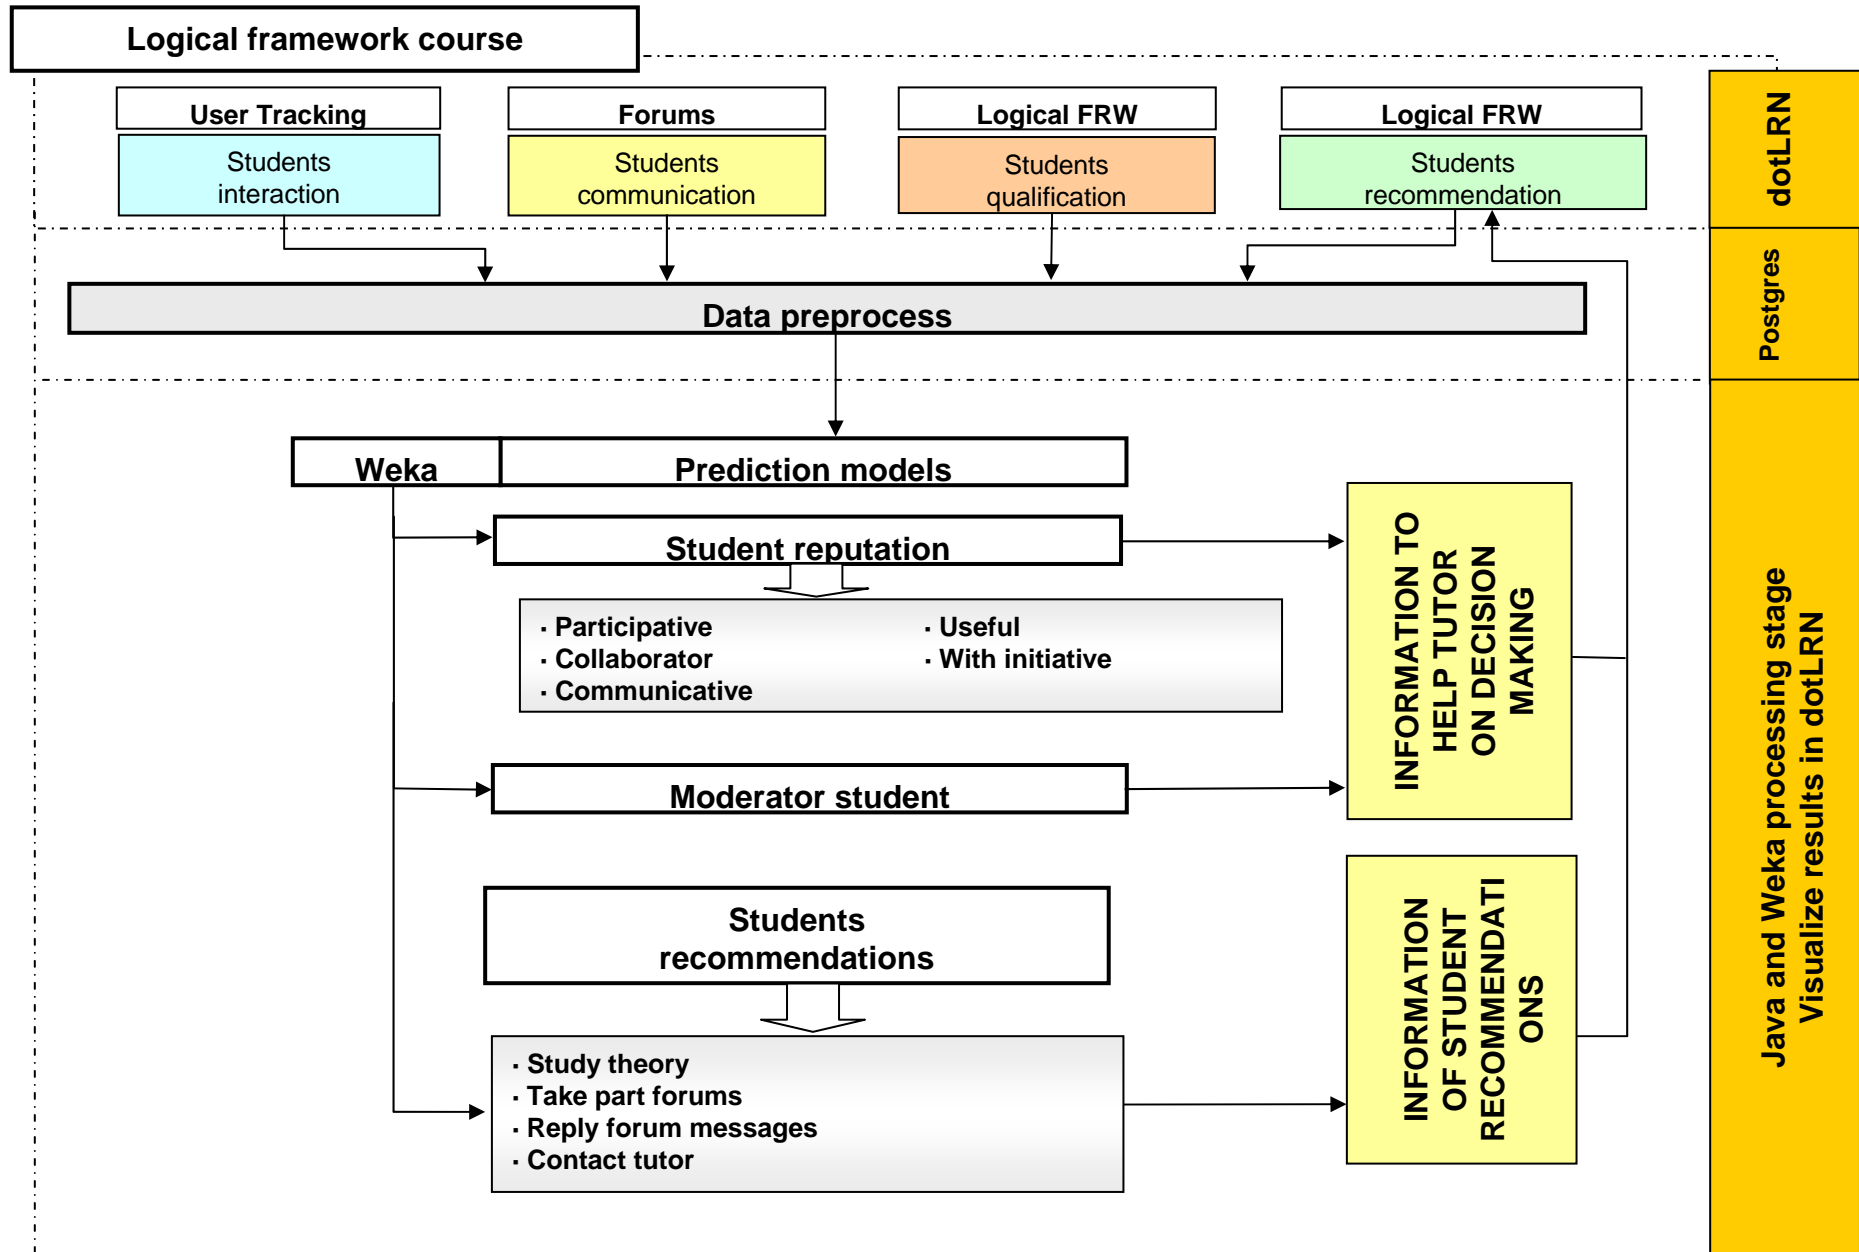 Logical framework course
User Tracking
Students
interaction
Forums
Students
communication
Logical FRW
Students
qualification
Logical FRW
Students
recommendation
dotLRN
Data preprocess
Postgres
Weka
Prediction models
Student reputation
· Participative
· Collaborator
· Communicative
· Useful
· With initiative
Moderator student
INFORMATION TO
HELP TUTOR
ON DECISION
MAKING
Students
recommendations
· Study theory
· Take part forums
· Reply forum messages
· Contact tutor
INFORMATION
OF STUDENT
RECOMMENDATI
ONS
Java and Weka processing stage
Visualize results in dotLRN